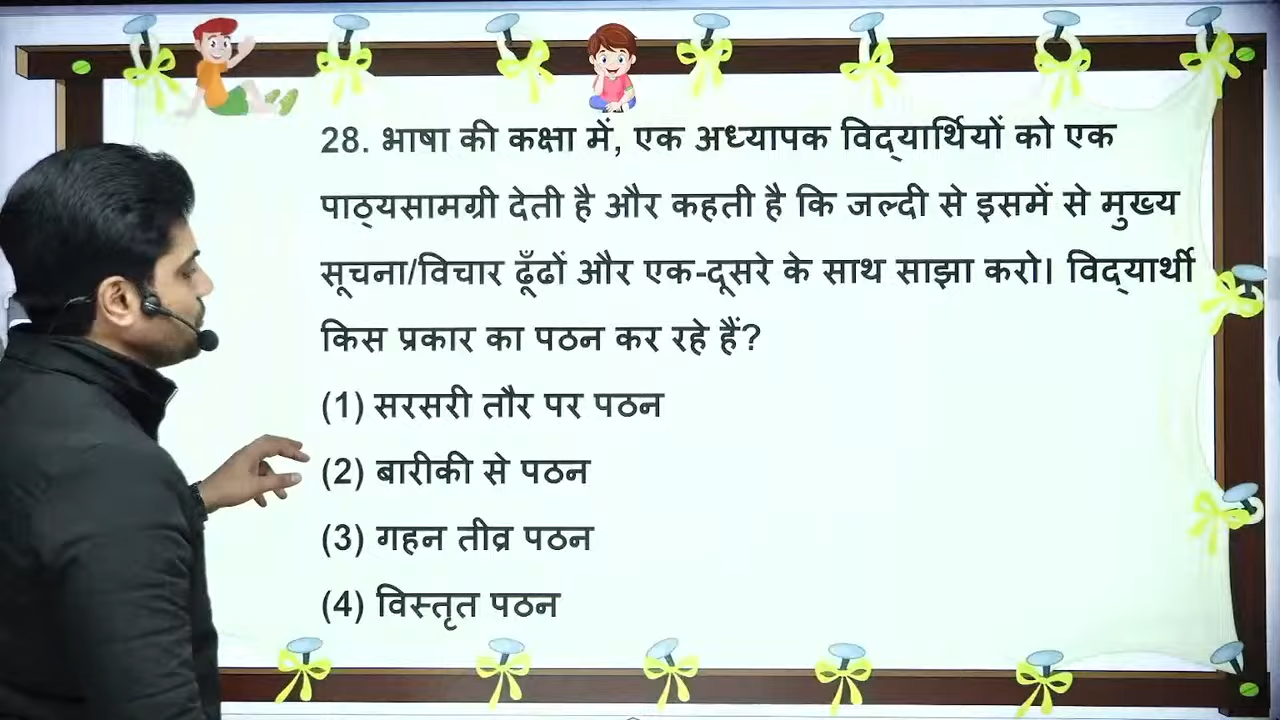 28. भाषा की कक्षा में, एक अध्यापक विद्यार्थियों को एक
पाठ्यसामग्री देती है और कहती है कि जल्दी से इसमें से मुख्य
सूचना/विचार ढूँढों और एक-दूसरे के साथ साझा करो। विद्यार्थी
किस प्रकार का पठन कर रहे हैं?
(1) सरसरी तौर पर पठन
(2) बारीकी से पठन
(3) गहन तीव्र पठन
(4) विस्तृत पठन